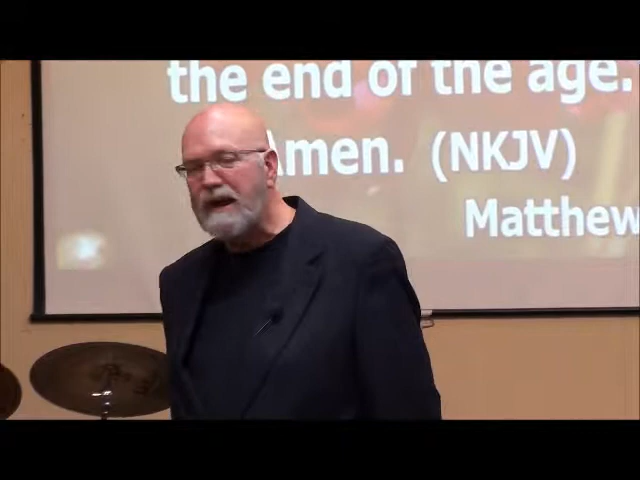 the end of the age.
Amen. (NKJV)
Matthew